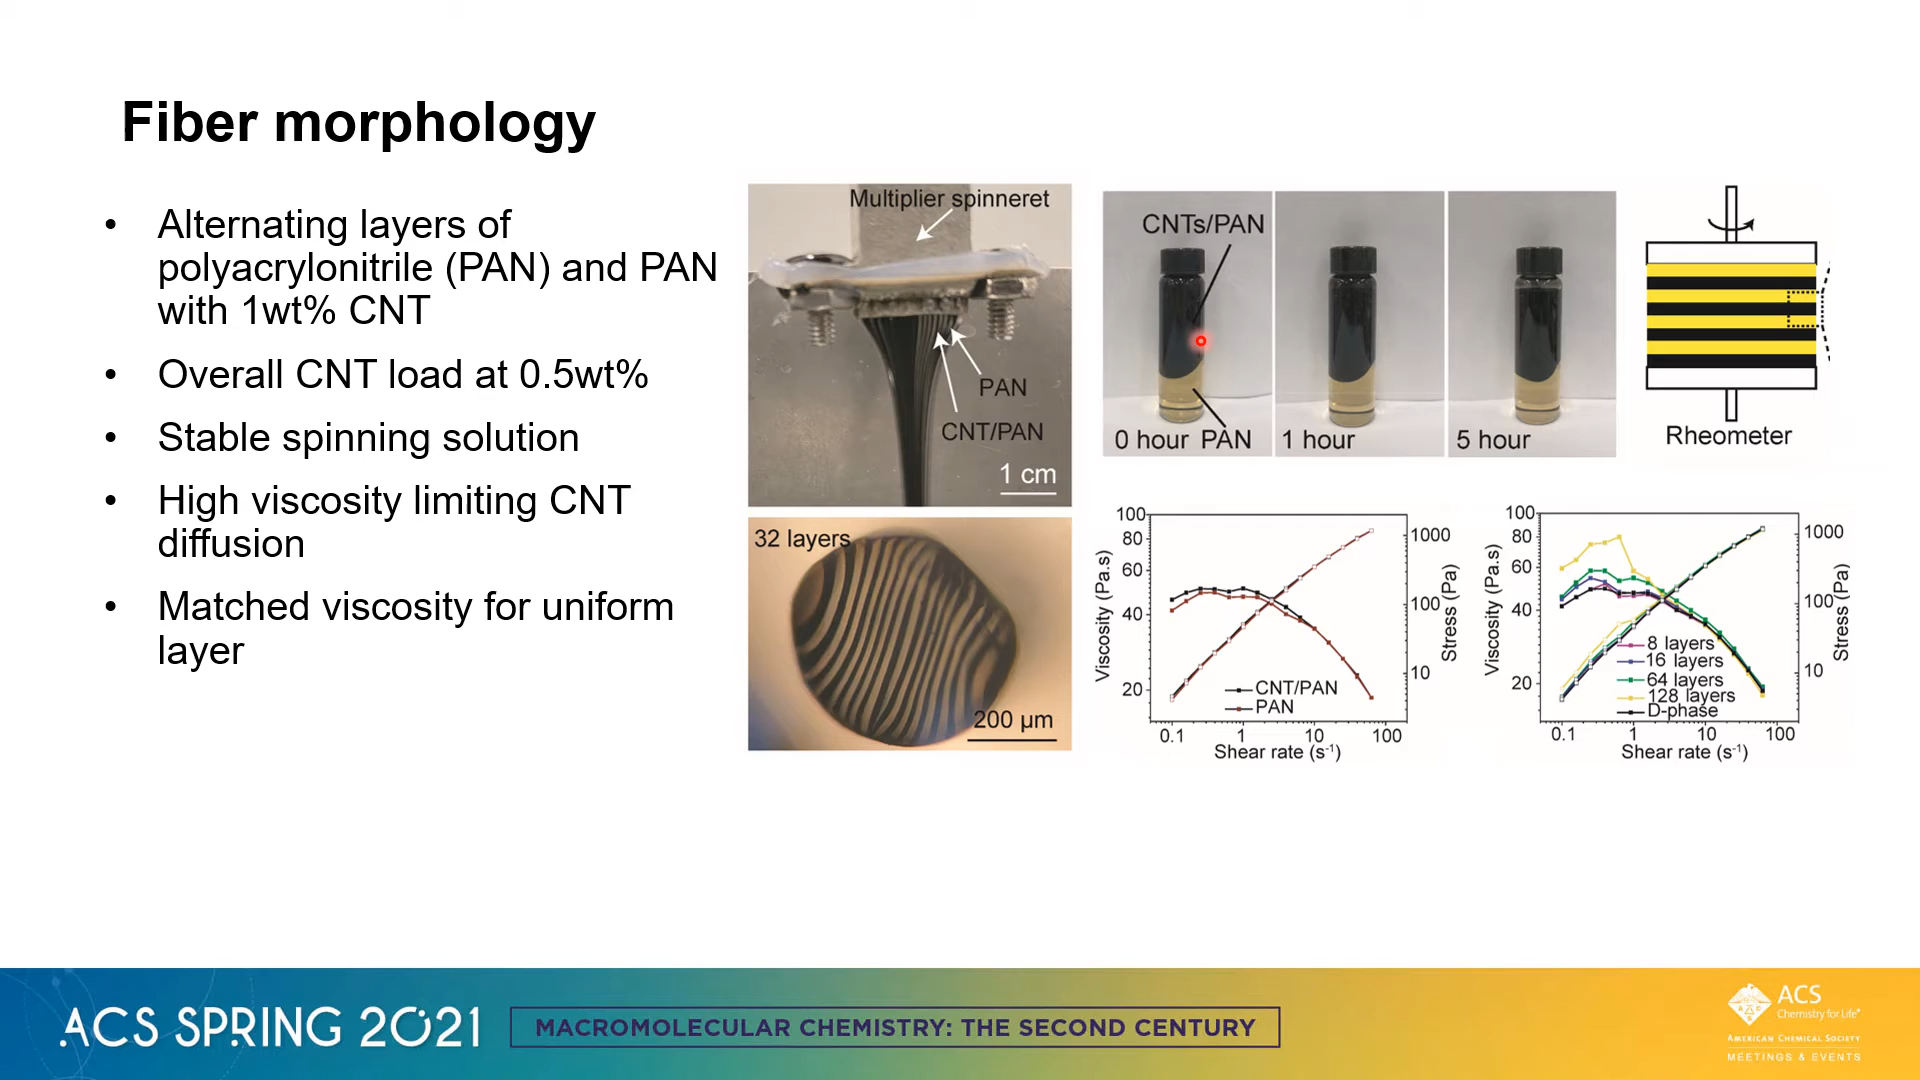 Fiber morphology
• Alternating layers of
polyacrylonitrile (PAN) and PAN
with 1wt% CNT
• Overall CNT load at 0.5wt%
• Stable spinning solution
• High viscosity limiting CNT
diffusion
• Matched viscosity for uniform
layer
Multiplier spinneret
PAN
CNT/PAN
1 cm
32 layers
200 μm
CNTs/PAN
0 hour PAN
1 hour
5 hour
Rheometer
100
80
60
40
20
Viscosity (Pa.s)
1000
100
10
Stress (Pa)
CNT/PAN
PAN
0.1 1 10 100
Shear rate (s⁻¹)
100
80
60
40
20
Viscosity (Pa.s)
1000
100
10
Stress (Pa)
8 layers
16 layers
64 layers
128 layers
D-phase
0.1 1 10 100
Shear rate (s⁻¹)
ACS SPRING 2021
MACROMOLECULAR CHEMISTRY: THE SECOND CENTURY
ACS
Chemistry for Life®
AMERICAN CHEMICAL SOCIETY
MEETINGS & EVENTS